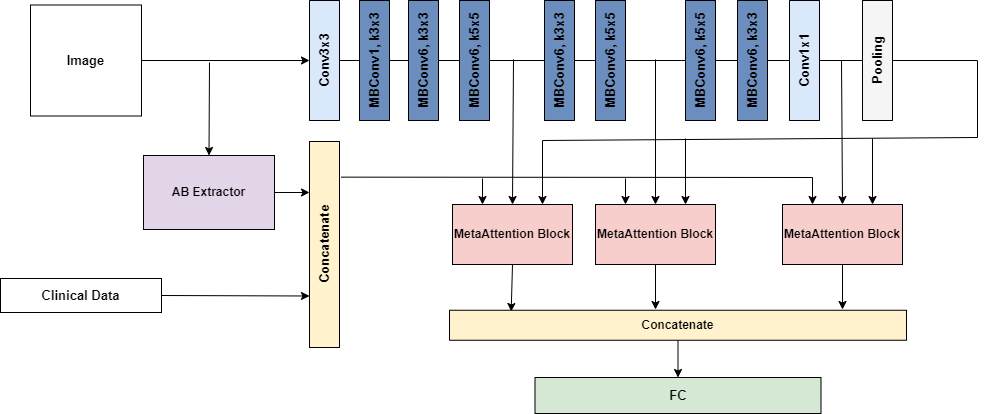 Image
Conv3x3
MBConv1, k3x3
MBConv6, k3x3
MBConv6, k5x5
MBConv6, k3x3
MBConv6, k5x5
MBConv6, k5x5
MBConv6, k3x3
Conv1x1
Pooling
AB Extractor
Clinical Data
Concatenate
MetaAttention Block
MetaAttention Block
MetaAttention Block
Concatenate
FC